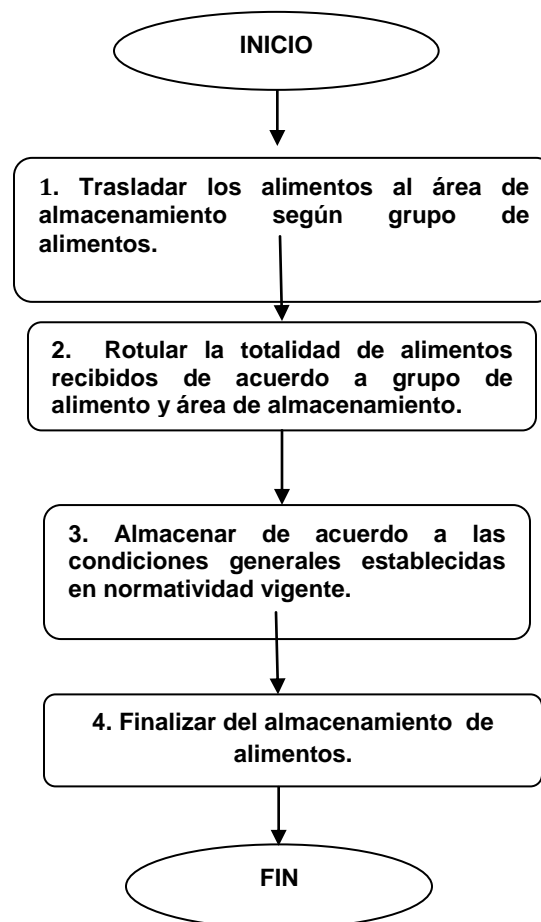 INICIO
1. Trasladar los alimentos al área de
almacenamiento según grupo de
alimentos.
2. Rotular la totalidad de alimentos
recibidos de acuerdo a grupo de
alimento y área de almacenamiento.
3. Almacenar de acuerdo a las
condiciones generales establecidas
en normatividad vigente.
4. Finalizar del almacenamiento de
alimentos.
FIN